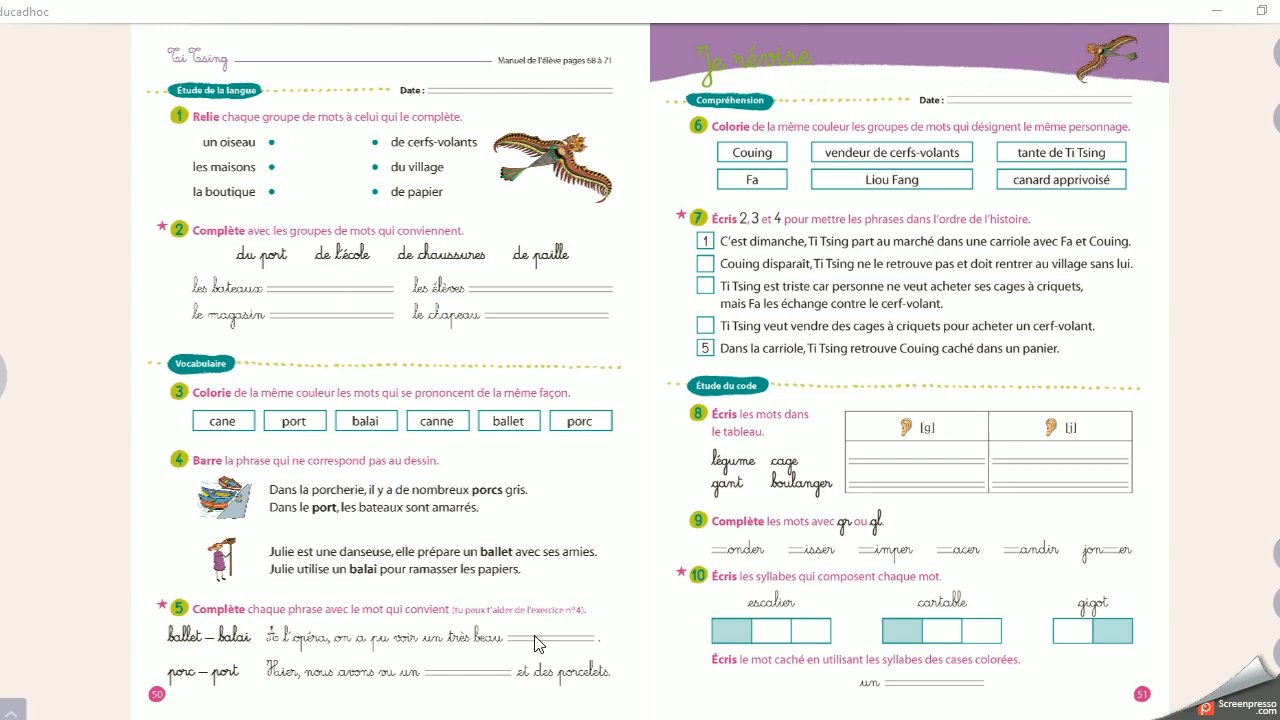 ducadhoc
Ti Tsing
Manuel de l'élève pages 68 à 71
Étude de la langue
Date :
1 Relie chaque groupe de mots à celui qui le complète.
un oiseau • • de cerfs-volants
les maisons • • du village
la boutique • • de papier
★ 2 Complète avec les groupes de mots qui conviennent.
du port de l'école de chaussures de paille
les bateaux les élèves
le magasin le chapeau
Vocabulaire
3 Colorie de la même couleur les mots qui se prononcent de la même façon.
cane port balai canne ballet porc
4 Barre la phrase qui ne correspond pas au dessin.
Dans la porcherie, il y a de nombreux porcs gris.
Dans le port, les bateaux sont amarrés.
Julie est une danseuse, elle prépare un ballet avec ses amies.
Julie utilise un balai pour ramasser les papiers.
★ 5 Complète chaque phrase avec le mot qui convient (tu peux t'aider de l'exercice n° 4).
ballet – balai À l'opéra, on a pu voir un très beau .
porc – port Hier, nous avons vu un et des porcelets.
50
Je révise
Compréhension
Date :
6 Colorie de la même couleur les groupes de mots qui désignent le même personnage.
Couing vendeur de cerfs-volants tante de Ti Tsing
Fa Liou Fang canard apprivoisé
★ 7 Écris 2, 3 et 4 pour mettre les phrases dans l'ordre de l'histoire.
1 C'est dimanche, Ti Tsing part au marché dans une carriole avec Fa et Couing.
Couing disparaît, Ti Tsing ne le retrouve pas et doit rentrer au village sans lui.
Ti Tsing est triste car personne ne veut acheter ses cages à criquets,
mais Fa les échange contre le cerf-volant.
Ti Tsing veut vendre des cages à criquets pour acheter un cerf-volant.
5 Dans la carriole, Ti Tsing retrouve Couing caché dans un panier.
Étude du code
8 Écris les mots dans
le tableau.
[g] [j]
légume cage
gant boulanger
9 Complète les mots avec gr ou gl.
onder isser imper acer andir jon er
★ 10 Écris les syllabes qui composent chaque mot.
escalier cartable gigot
Écris le mot caché en utilisant les syllabes des cases colorées.
un
51
Screenpresso
.com